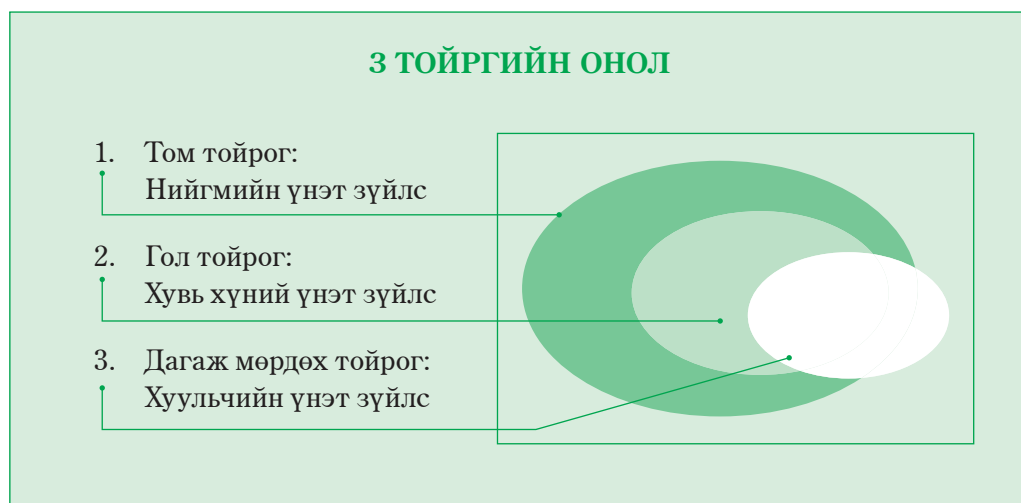 3 ТОЙРГИЙН ОНОЛ
1. Том тойрог:
Нийгмийн үнэт зүйлс
2. Гол тойрог:
Хувь хүний үнэт зүйлс
3. Дагаж мөрдөх тойрог:
Хуульчийн үнэт зүйлс